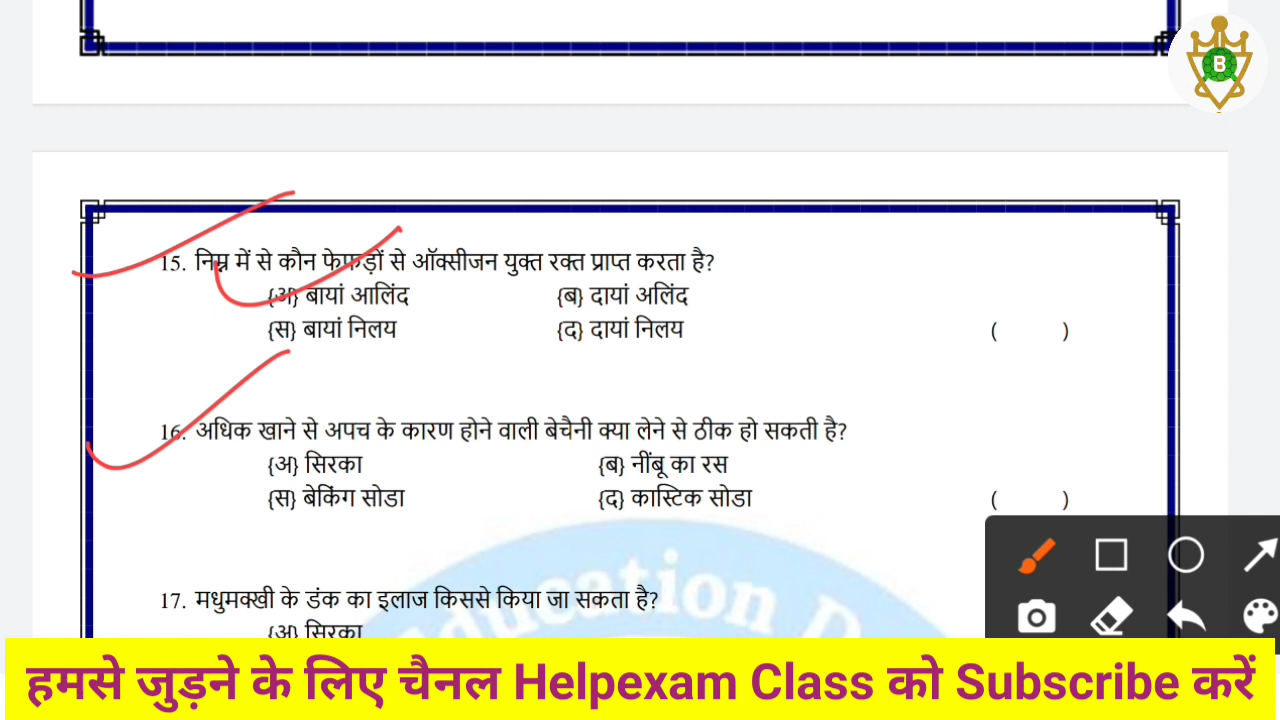 B
15. निम्न में से कौन फेफड़ों से ऑक्सीजन युक्त रक्त प्राप्त करता है?
{अ} बायां आलिंद {ब} दायां अलिंद
{स} बायां निलय {द} दायां निलय ( )
16. अधिक खाने से अपच के कारण होने वाली बेचैनी क्या लेने से ठीक हो सकती है?
{अ} सिरका {ब} नींबू का रस
{स} बेकिंग सोडा {द} कास्टिक सोडा ( )
17. मधुमक्खी के डंक का इलाज किससे किया जा सकता है?
{अ} सिरका
Education D
हमसे जुड़ने के लिए चैनल Helpexam Class को Subscribe करें